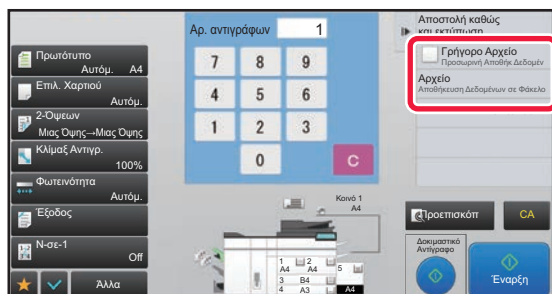 Πρωτότυπο
Αυτόμ. A4
Επιλ. Χαρτιού
Αυτόμ.
2-Όψεων
Μιας Όψης→Μιας Όψης
Κλίμαξ Αντιγρ.
100%
Φωτεινότητα
Αυτόμ.
Έξοδος
N-σε-1
Off
Άλλα
Αρ. αντιγράφων 1
7 8 9
4 5 6
1 2 3
0 C
Κοινό 1
A4
1 2 5
A4 A4
3 B4
4 A3 A4
Αποστολή καθώς
και εκτύπωση
Γρήγορο Αρχείο
Προσωρινή Αποθήκ Δεδομέν
Αρχείο
Αποθήκευση Δεδομένων σε Φάκελο
Προεπισκόπ CA
Δοκιμαστικό
Αντίγραφο
Έναρξη